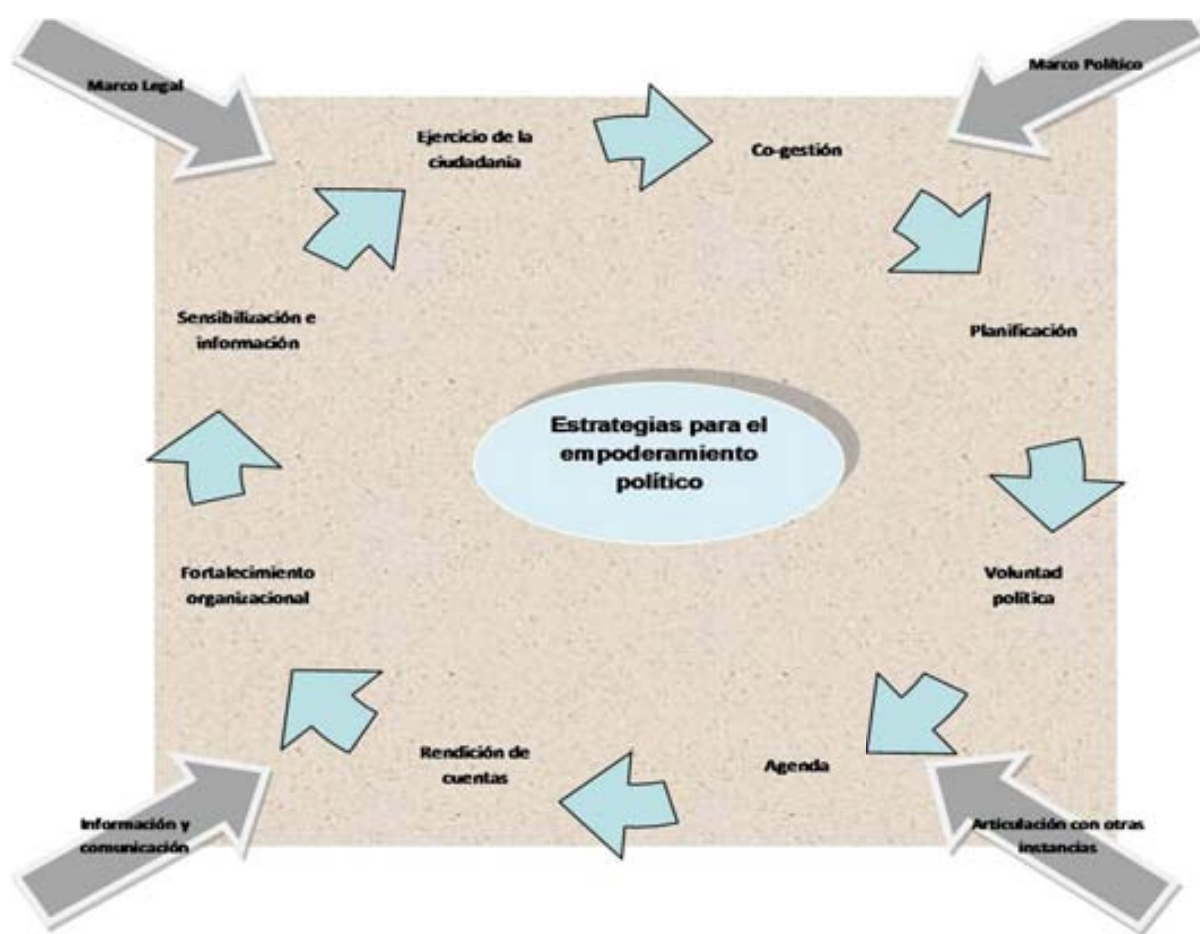 Marco Legal
Marco Político
Ejercicio de la
ciudadanía
Co-gestión
Sensibilización e
información
Planificación
Estrategias para el
empoderamiento
político
Fortalecimiento
organizacional
Voluntad
política
Rendición de
cuentas
Agenda
Información y
comunicación
Articulación con otras
instancias